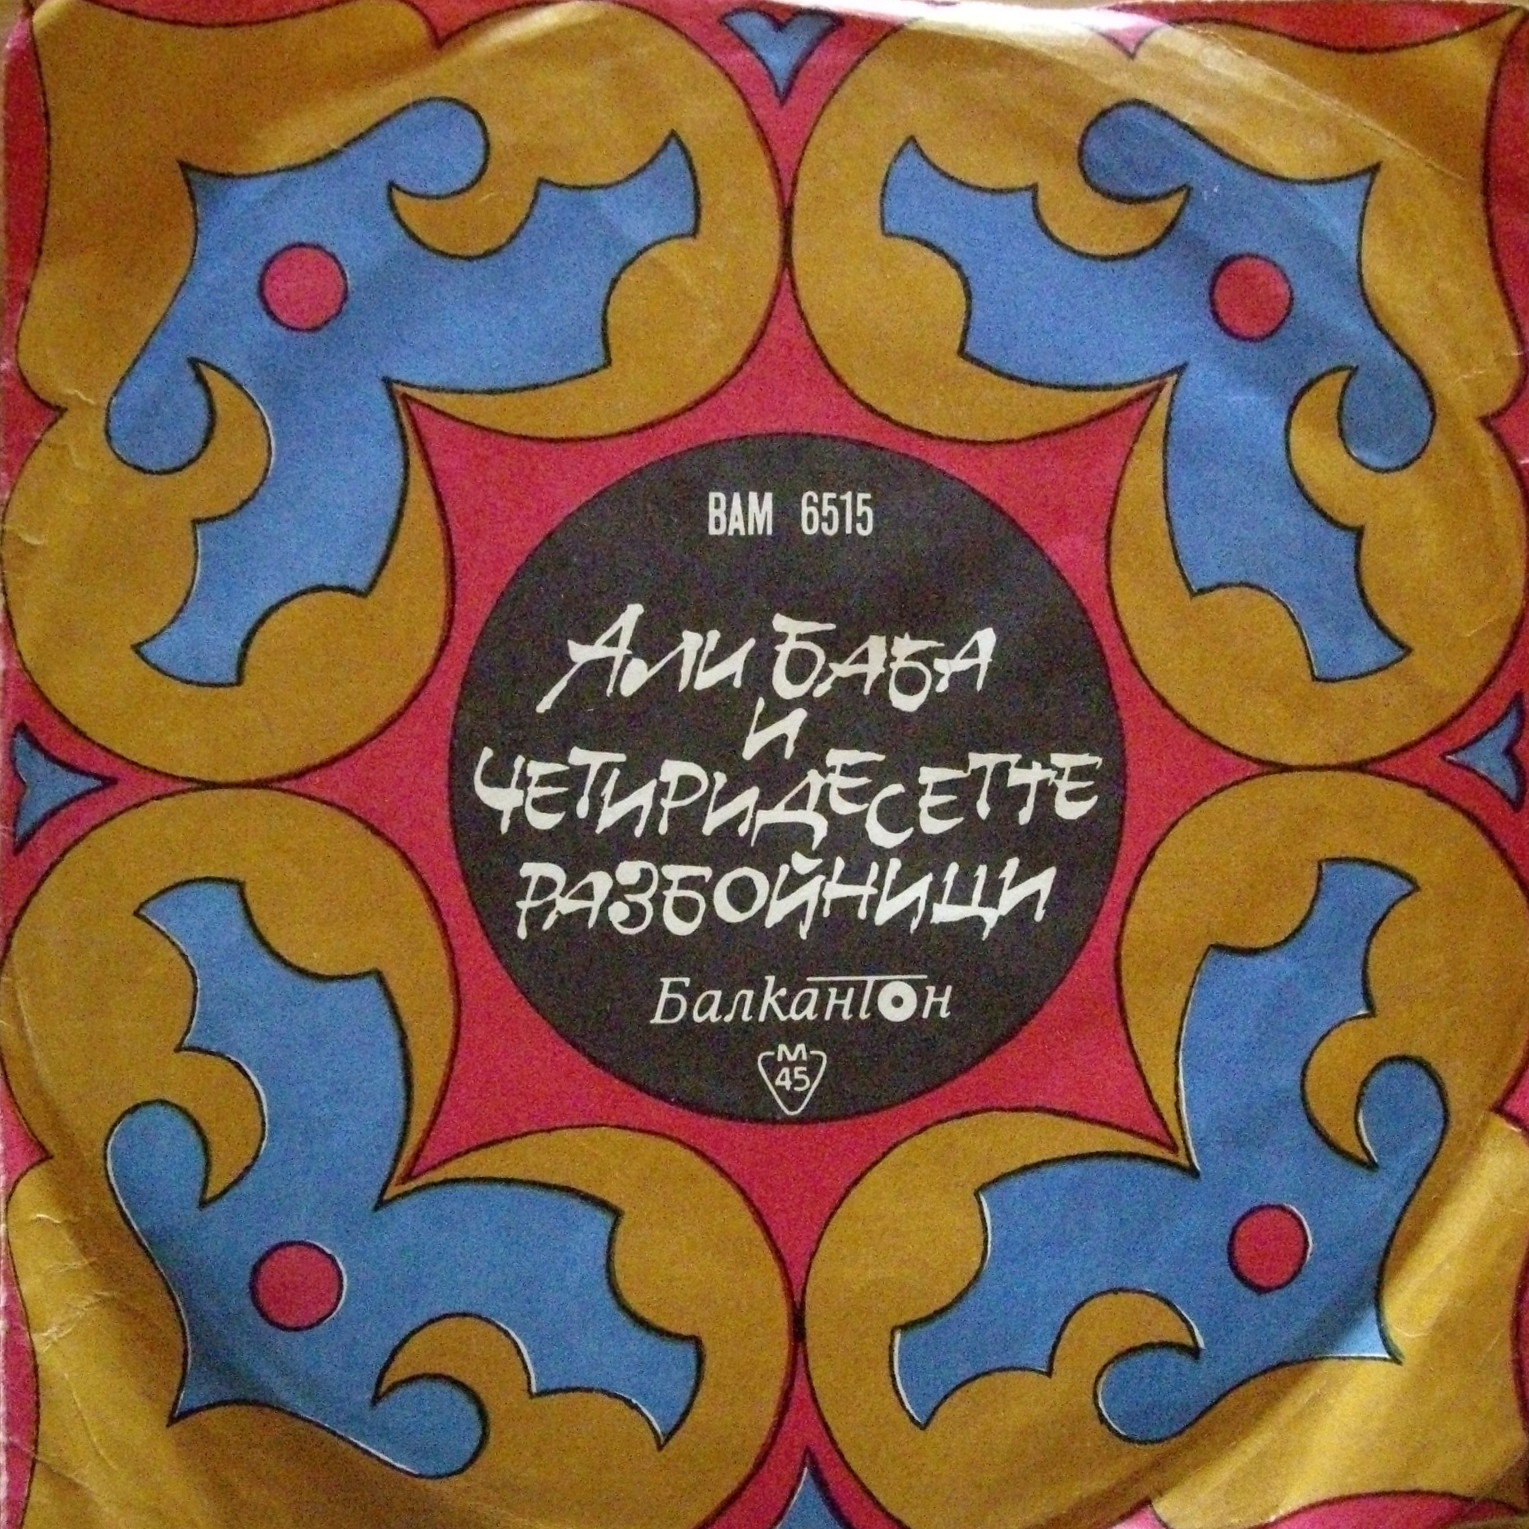 ВАМ 6515
Али Баба
и
четиридесетте
разбойници
Балкантон
М
45